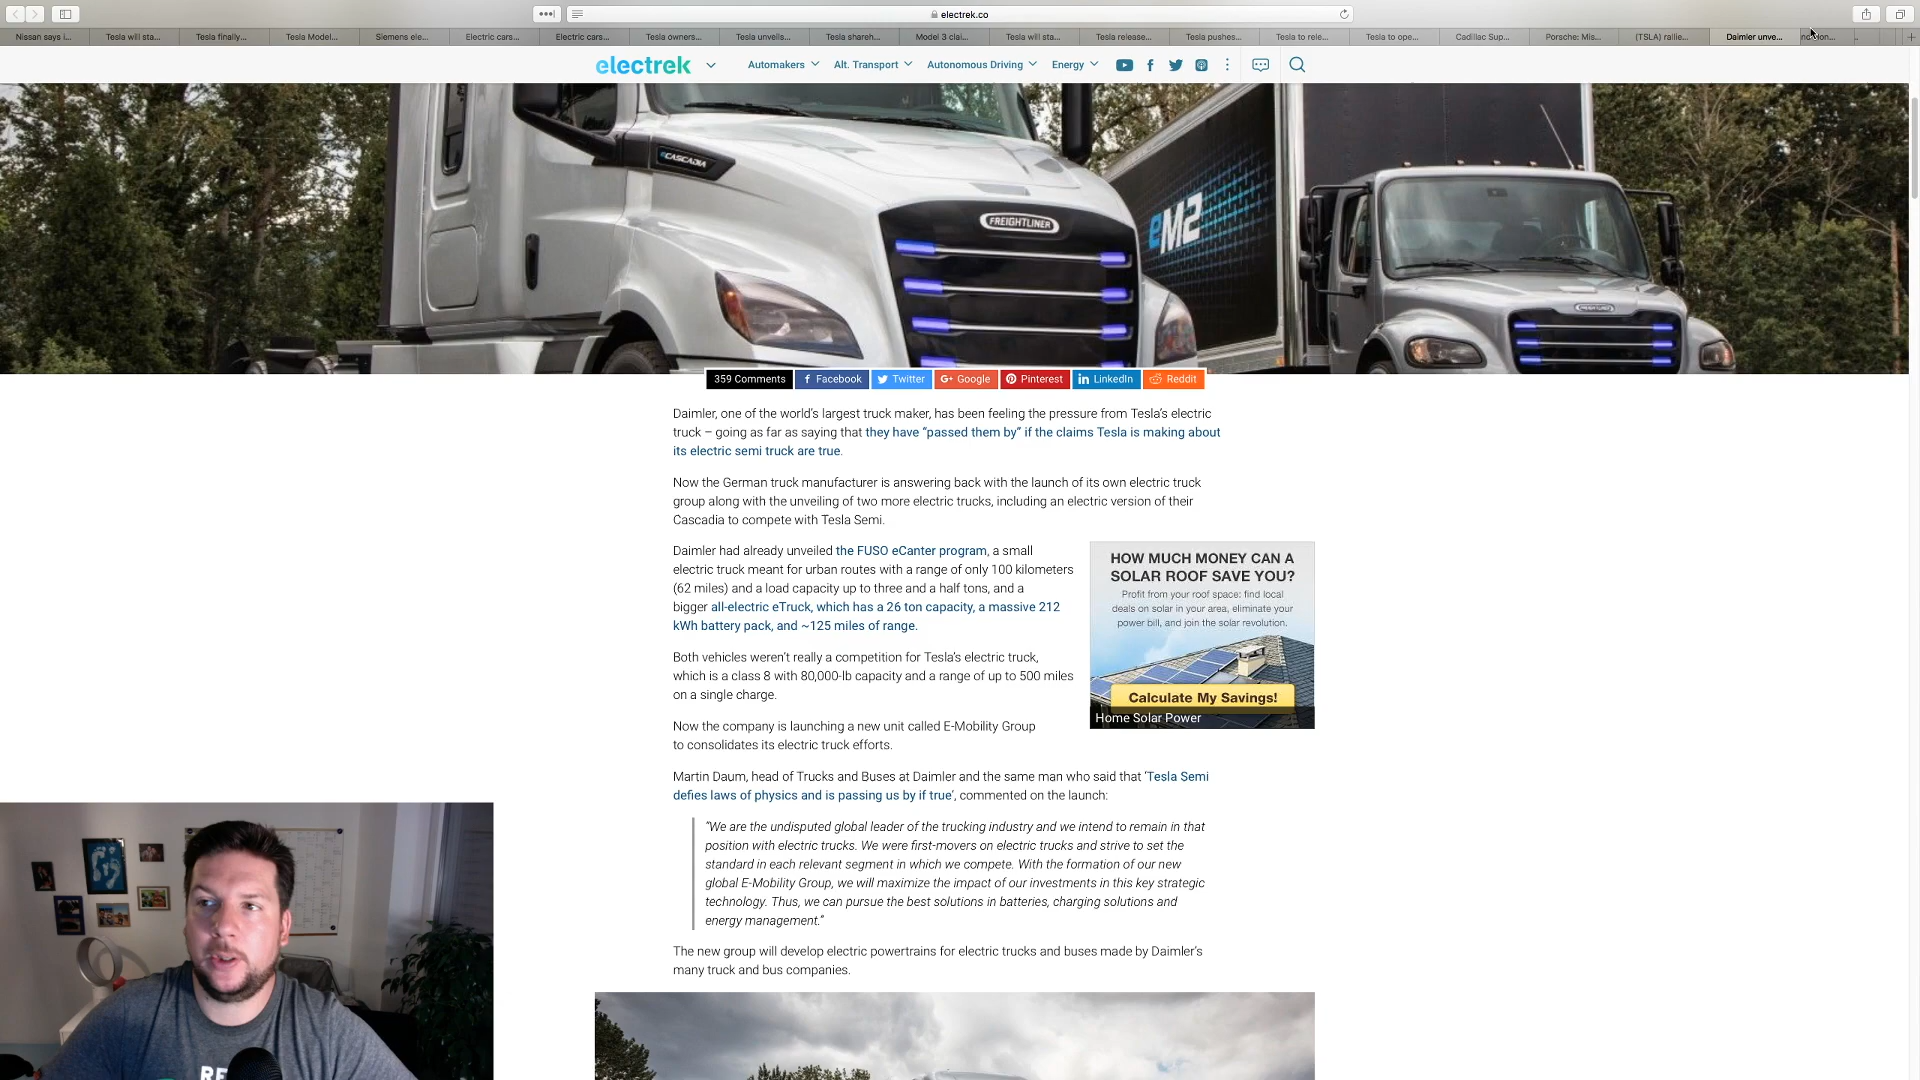 electrek.co
Nissan says i...
Tesla will sta...
Tesla finally...
Tesla Model...
Siemens ele...
Electric cars...
Electric cars...
Tesla owners...
Tesla unveils...
Tesla shareh...
Model 3 clai...
Tesla will sta...
Tesla release...
Tesla pushes...
Tesla to rele...
Tesla to ope...
Cadillac Sup...
Porsche: Mis...
(TSLA) rallie...
Daimler unve...
electrek
Automakers
Alt. Transport
Autonomous Driving
Energy
eCASCADIA
FREIGHTLINER
eM2
FREIGHTLINER
359 Comments
Facebook
Twitter
G+ Google
Pinterest
LinkedIn
Reddit
Daimler, one of the world's largest truck maker, has been feeling the pressure from Tesla's electric
truck – going as far as saying that they have “passed them by” if the claims Tesla is making about
its electric semi truck are true.
Now the German truck manufacturer is answering back with the launch of its own electric truck
group along with the unveiling of two more electric trucks, including an electric version of their
Cascadia to compete with Tesla Semi.
Daimler had already unveiled the FUSO eCanter program, a small
electric truck meant for urban routes with a range of only 100 kilometers
(62 miles) and a load capacity up to three and a half tons, and a
bigger all-electric eTruck, which has a 26 ton capacity, a massive 212
kWh battery pack, and ~125 miles of range.
Both vehicles weren't really a competition for Tesla's electric truck,
which is a class 8 with 80,000-lb capacity and a range of up to 500 miles
on a single charge.
Now the company is launching a new unit called E-Mobility Group
to consolidates its electric truck efforts.
HOW MUCH MONEY CAN A
SOLAR ROOF SAVE YOU?
Profit from your roof space: find local
deals on solar in your area, eliminate your
power bill, and join the solar revolution.
Calculate My Savings!
Home Solar Power
Martin Daum, head of Trucks and Buses at Daimler and the same man who said that ‘Tesla Semi
defies laws of physics and is passing us by if true’, commented on the launch:
“We are the undisputed global leader of the trucking industry and we intend to remain in that
position with electric trucks. We were first-movers on electric trucks and strive to set the
standard in each relevant segment in which we compete. With the formation of our new
global E-Mobility Group, we will maximize the impact of our investments in this key strategic
technology. Thus, we can pursue the best solutions in batteries, charging solutions and
energy management.”
The new group will develop electric powertrains for electric trucks and buses made by Daimler's
many truck and bus companies.